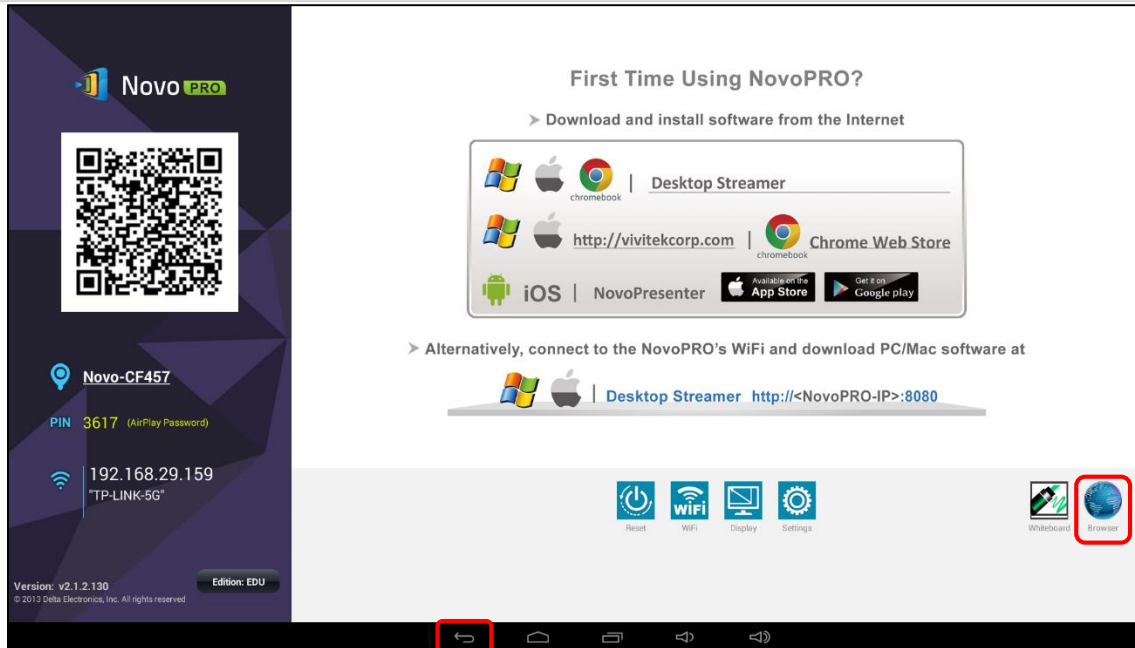 Novo PRO
Novo-CF457
PIN 3617 (AirPlay Password)
192.168.29.159
"TP-LINK-5G"
Version: v2.1.2.130
Edition: EDU
© 2013 Delta Electronics, Inc. All rights reserved
First Time Using NovoPRO?
➤ Download and install software from the Internet
chromebook | Desktop Streamer
http://vivitekcorp.com | chromebook Chrome Web Store
iOS | NovoPresenter Available on the App Store Get it on Google play
➤ Alternatively, connect to the NovoPRO's WiFi and download PC/Mac software at
| Desktop Streamer http://<NovoPRO-IP>:8080
WiFi
Reset WiFi Display Settings Whiteboard Browser